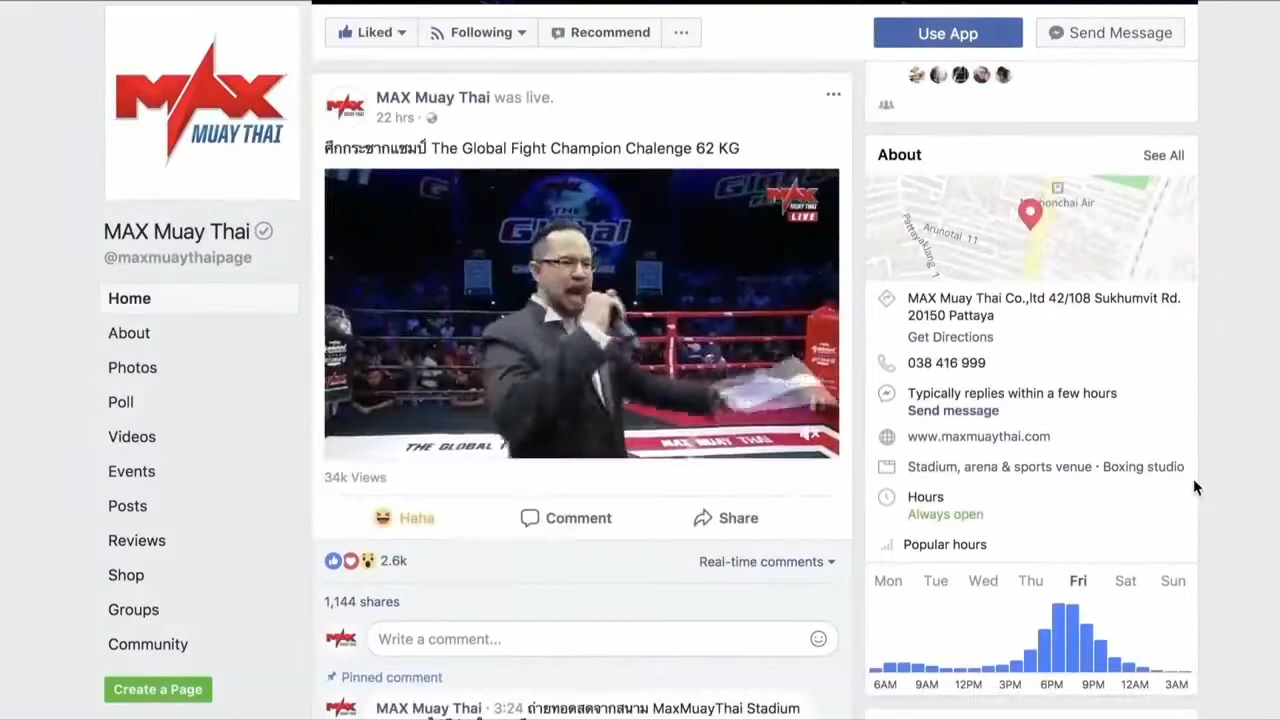 MAX
MUAY THAI
MAX Muay Thai
@maxmuaythaipage
Home
About
Photos
Poll
Videos
Events
Posts
Reviews
Shop
Groups
Community
Create a Page
Liked
Following
Recommend
Use App
Send Message
MAX Muay Thai was live.
22 hrs ·
ศึกกระชากแชมป์ The Global Fight Champion Chalenge 62 KG
MAX
MUAY THAI
LIVE
THE
Global
THE GLOBAL
MAX MUAY THAI
34k Views
Haha
Comment
Share
2.6k
Real-time comments
1,144 shares
Write a comment...
Pinned comment
MAX Muay Thai · 3:24 ถ่ายทอดสดจากสนาม MaxMuayThai Stadium
About
See All
Arunotai 11
MAX Muay Thai Co.,ltd 42/108 Sukhumvit Rd.
20150 Pattaya
Get Directions
038 416 999
Typically replies within a few hours
Send message
www.maxmuaythai.com
Stadium, arena & sports venue · Boxing studio
Hours
Always open
Popular hours
Mon Tue Wed Thu Fri Sat Sun
6AM 9AM 12PM 3PM 6PM 9PM 12AM 3AM